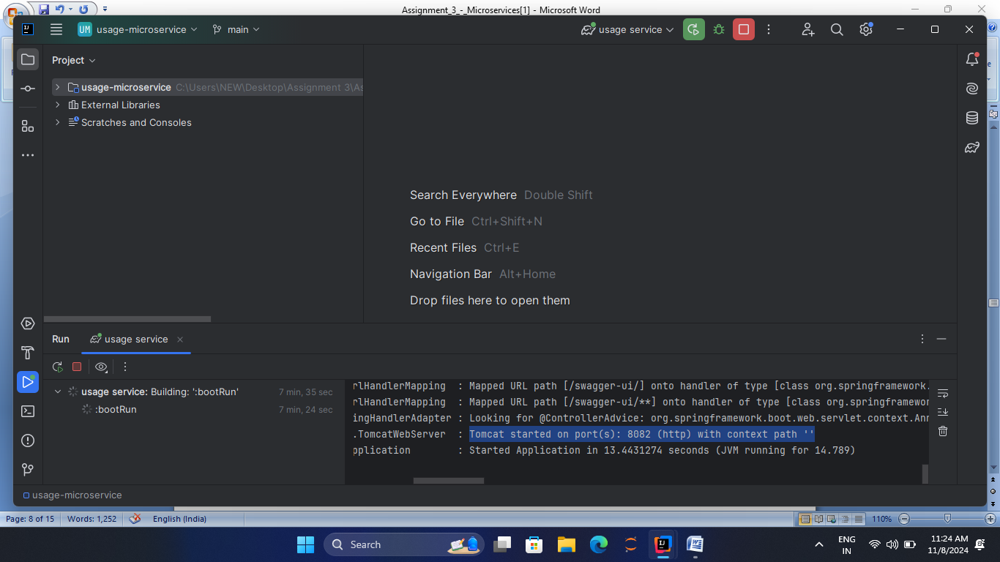 Assignment_3_-_Microservices[1] - Microsoft Word
UM usage-microservice main usage service
Project
usage-microservice C:\Users\NEW\Desktop\Assignment 3\As
External Libraries
Scratches and Consoles
Search Everywhere Double Shift
Go to File Ctrl+Shift+N
Recent Files Ctrl+E
Navigation Bar Alt+Home
Drop files here to open them
Run usage service
usage service: Building: ':bootRun' 7 min, 35 sec
:bootRun 7 min, 24 sec
rlHandlerMapping : Mapped URL path [/swagger-ui/] onto handler of type [class org.springframework.
rlHandlerMapping : Mapped URL path [/swagger-ui/**] onto handler of type [class org.springframewor
ingHandlerAdapter : Looking for @ControllerAdvice: org.springframework.boot.web.servlet.context.Ann
.TomcatWebServer : Tomcat started on port(s): 8082 (http) with context path ''
pplication : Started Application in 13.4431274 seconds (JVM running for 14.789)
usage-microservice
Page: 8 of 15 Words: 1,252 English (India) 110%
Search
ENG
IN
11:24 AM
11/8/2024